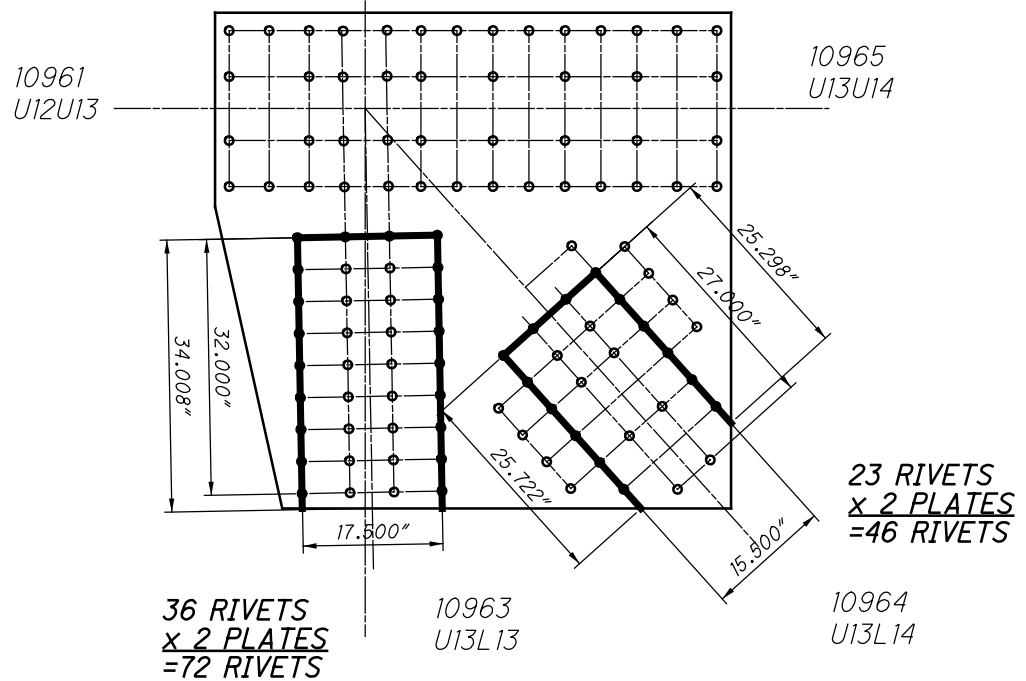 10961
U12U13
10965
U13U14
25.298"
27.000"
34.008"
32.000"
25.722"
17.500"
15.500"
23 RIVETS
x 2 PLATES
=46 RIVETS
36 RIVETS
x 2 PLATES
=72 RIVETS
10963
U13L13
10964
U13L14